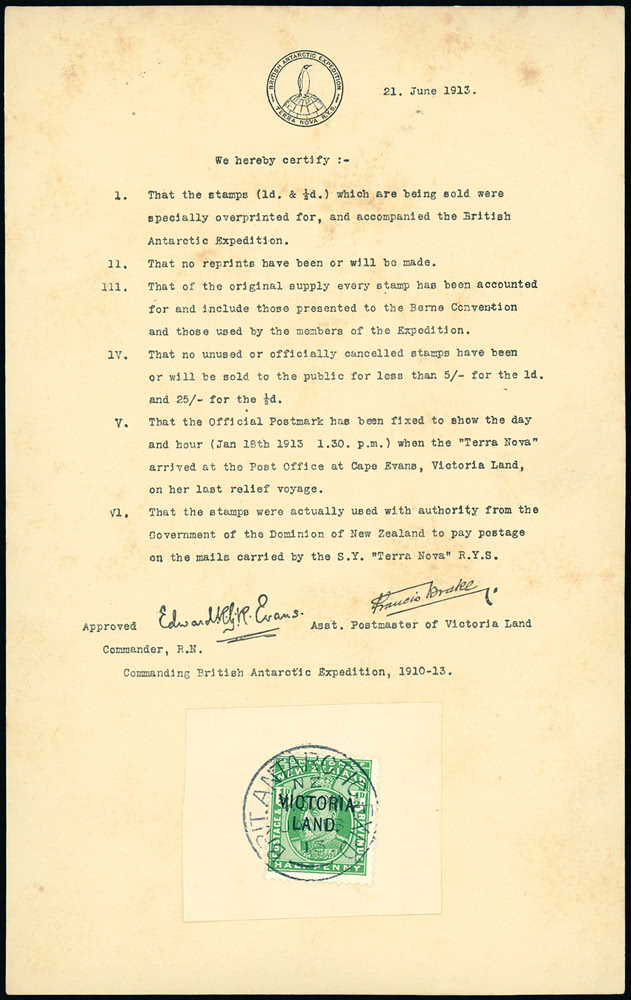 BRITISH ANTARCTIC EXPEDITION
TERRA NOVA R.Y.S.
21. June 1913.
We hereby certify :-
1. That the stamps (1d. & ½d.) which are being sold were
specially overprinted for, and accompanied the British
Antarctic Expedition.
11. That no reprints have been or will be made.
111. That of the original supply every stamp has been accounted
for and include those presented to the Berne Convention
and those used by the members of the Expedition.
1V. That no unused or officially cancelled stamps have been
or will be sold to the public for less than 5/- for the 1d.
and 25/- for the ½d.
V. That the Official Postmark has been fixed to show the day
and hour (Jan 18th 1913 1.30. p.m.) when the "Terra Nova"
arrived at the Post Office at Cape Evans, Victoria Land,
on her last relief voyage.
V1. That the stamps were actually used with authority from the
Government of the Dominion of New Zealand to pay postage
on the mails carried by the S.Y. "Terra Nova" R.Y.S.
Edward R.G.R. Evans. Francis Drake.
Approved Asst. Postmaster of Victoria Land
Commander, R.N.
Commanding British Antarctic Expedition, 1910-13.
BRIT. ANTARCTIC EXPD
NEW ZEALAND
N.Z.
VICTORIA
LAND.
13
POSTAGE & REVENUE
HALF PENNY